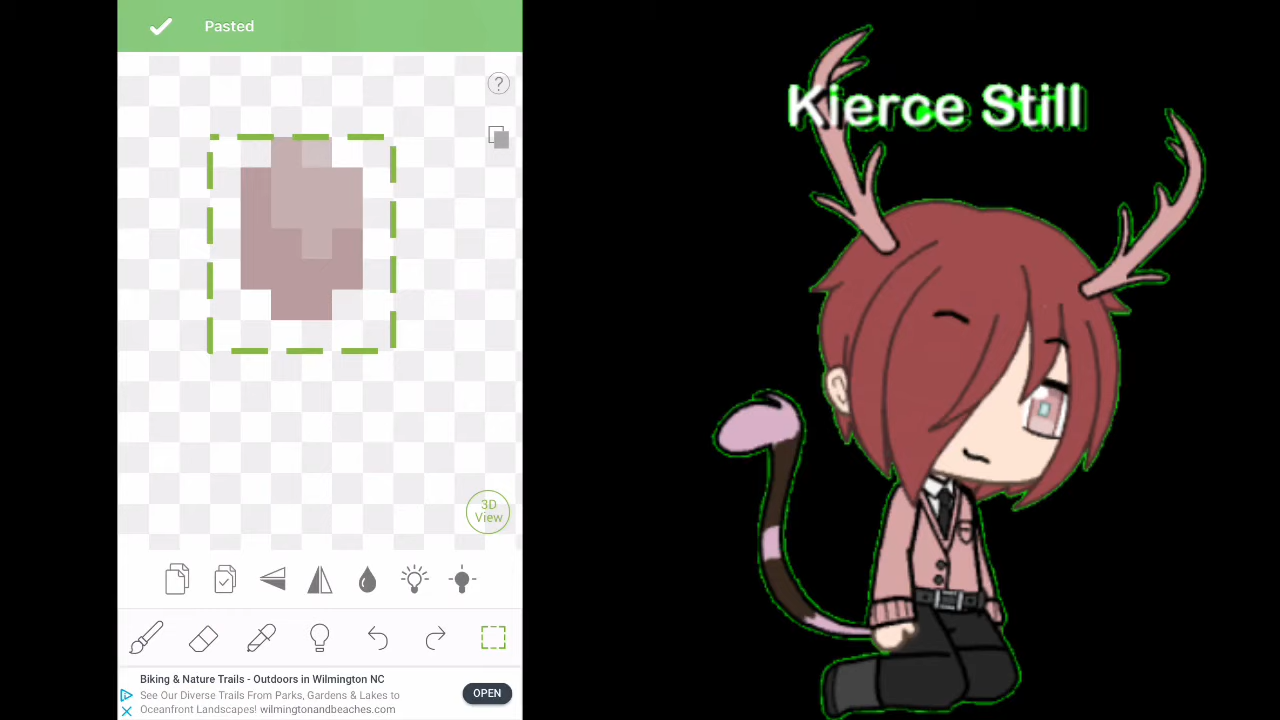 Pasted
?
Kierce Still
3D
View
Biking & Nature Trails - Outdoors in Wilmington NC
See Our Diverse Trails From Parks, Gardens & Lakes to
Oceanfront Landscapes! wilmingtonandbeaches.com
OPEN